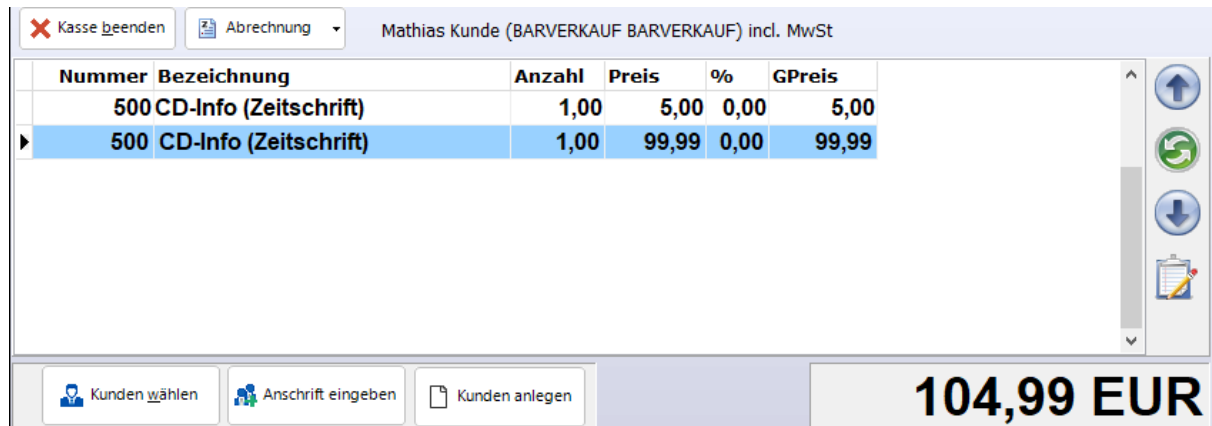 Kasse beenden Abrechnung Mathias Kunde (BARVERKAUF BARVERKAUF) incl. MwSt
Nummer Bezeichnung Anzahl Preis % GPreis
500 CD-Info (Zeitschrift) 1,00 5,00 0,00 5,00
500 CD-Info (Zeitschrift) 1,00 99,99 0,00 99,99
Kunden wählen Anschrift eingeben Kunden anlegen 104,99 EUR